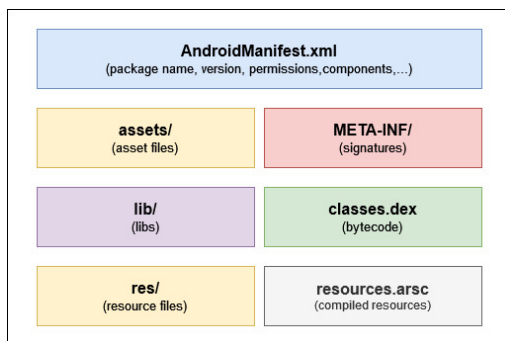 AndroidManifest.xml
(package name, version, permissions,components,...)
assets/
(asset files)
META-INF/
(signatures)
lib/
(libs)
classes.dex
(bytecode)
res/
(resource files)
resources.arsc
(compiled resources)